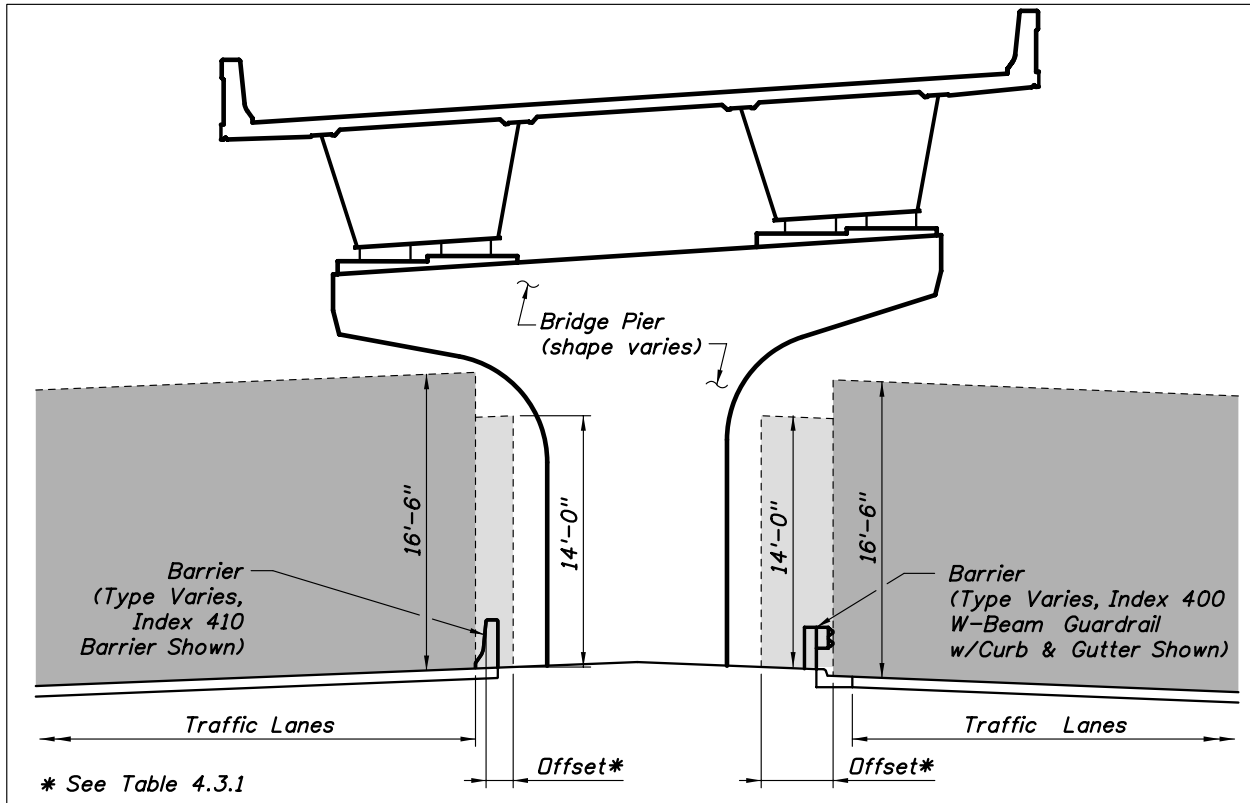 Bridge Pier
(shape varies)
16'-6"
14'-0"
14'-0"
16'-6"
Barrier
(Type Varies,
Index 410
Barrier Shown)
Barrier
(Type Varies, Index 400
W-Beam Guardrail
w/Curb & Gutter Shown)
Traffic Lanes
Traffic Lanes
Offset*
Offset*
* See Table 4.3.1